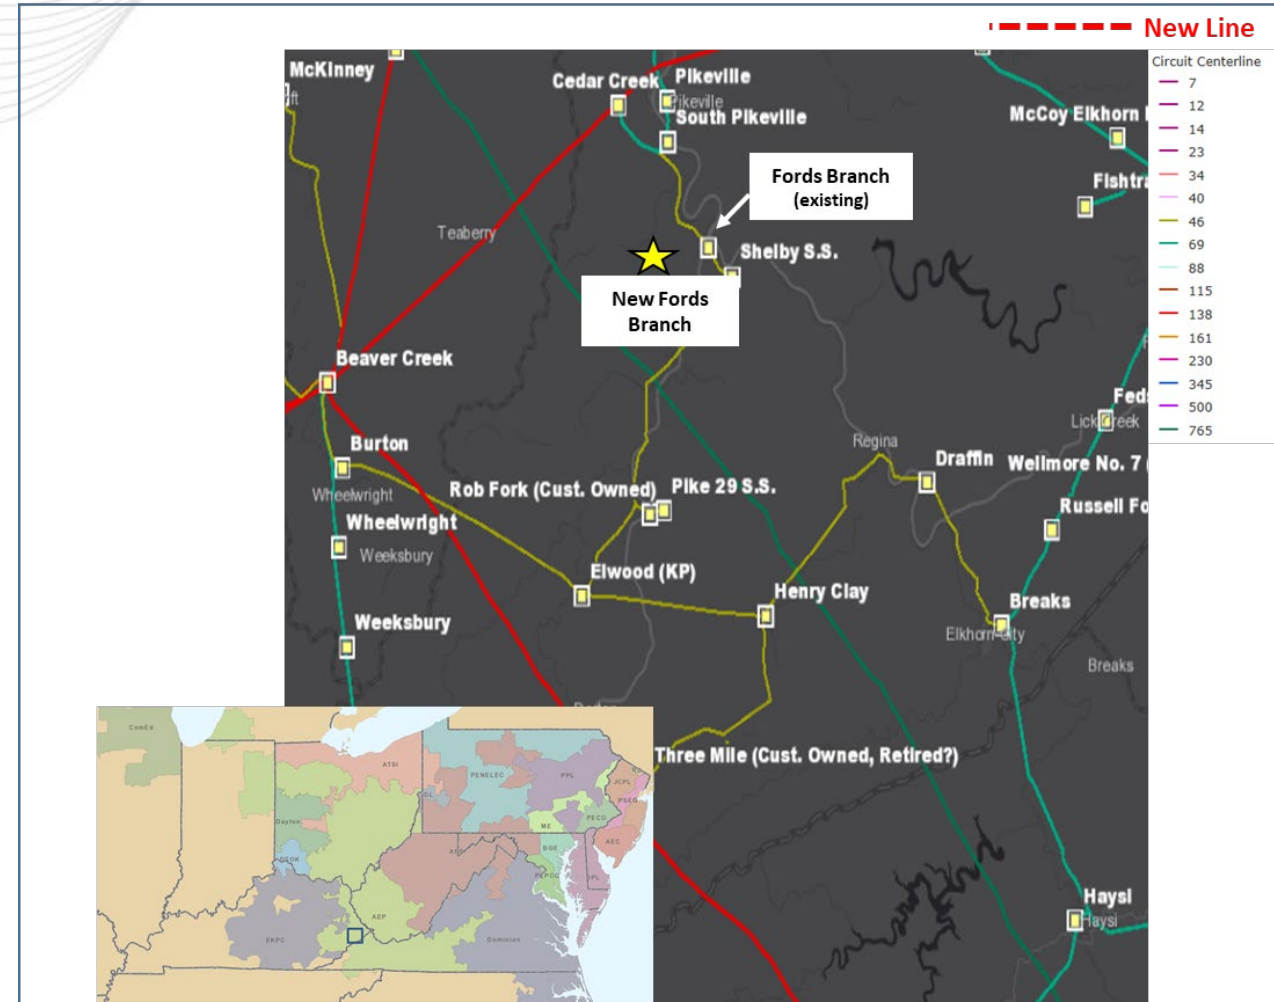 New Line
Circuit Centerline
7
12
14
23
34
40
46
69
88
115
138
161
230
345
500
765
McKinney
Cedar Creek
Pikeville
Pikeville
South Pikeville
McCoy Elkhorn
Fords Branch
(existing)
Teaberry
Shelby S.S.
New Fords
Branch
Beaver Creek
Lick Creek
Burton
Regina
Draffin
Wellmore No. 7
Wheelwright
Rob Fork (Cust. Owned)
Pike 29 S.S.
Wheelwright
Weeksbury
Elwood (KP)
Henry Clay
Breaks
Weeksbury
Elkhorn City
Breaks
Three Mile (Cust. Owned, Retired?)
Haysi
Haysi
ComEd
ATSI
PENELEC
PPL
JCPL
PSEG
Dayton
ME
PECO
AEC
BGE
DEOK
PEPCO
DPL
AEP
EKPC
Dominion